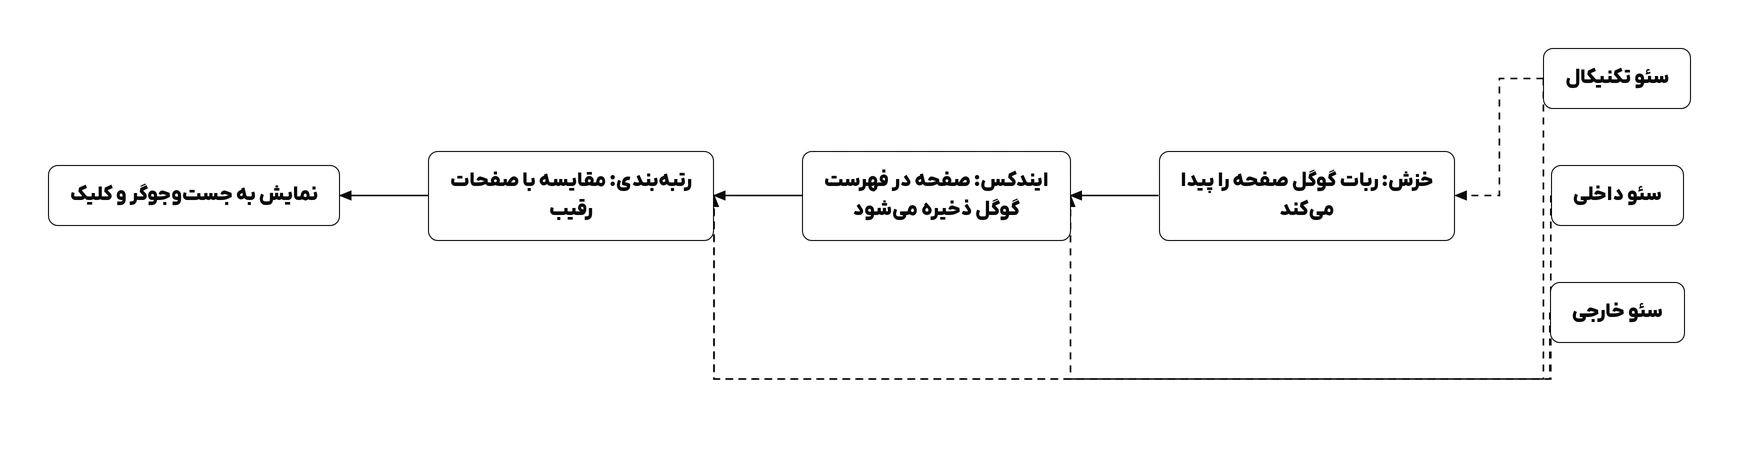 سئو تکنیکال
سئو داخلی
سئو خارجی
خزش: ربات گوگل صفحه را پیدا
می‌کند
ایندکس: صفحه در فهرست
گوگل ذخیره می‌شود
رتبه‌بندی: مقایسه با صفحات
رقیب
نمایش به جست‌وجوگر و کلیک